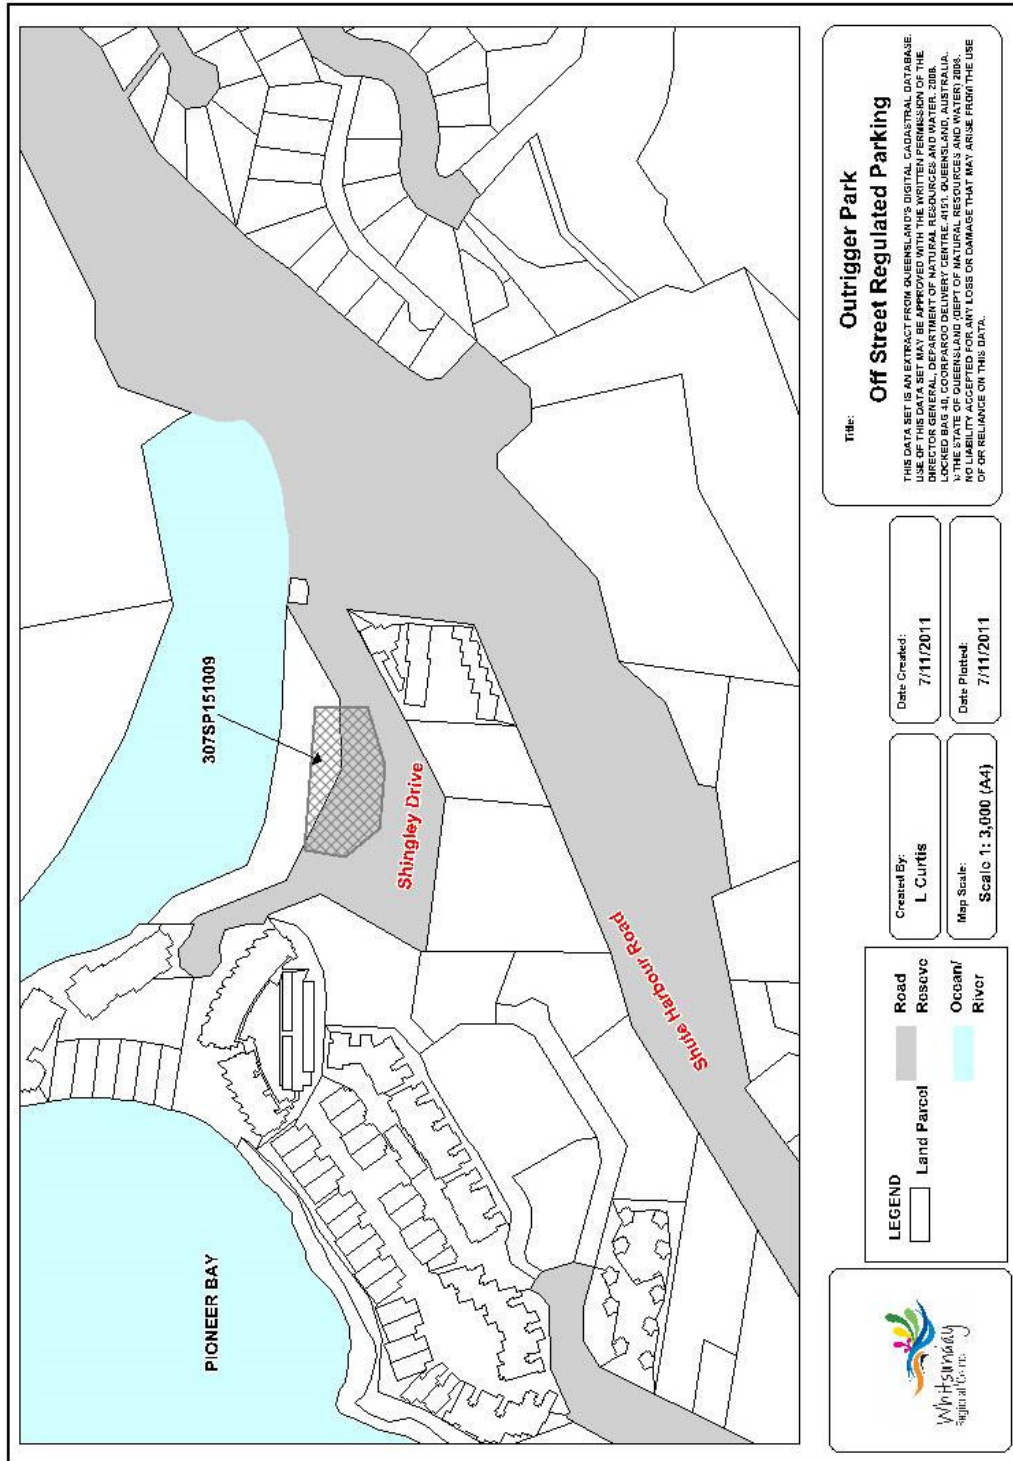 307SP151009
Shingley Drive
Shute Harbour Road
PIONEER BAY
Whitsunday
Regional Council
LEGEND
Land Parcel
Road
Reseve
Ocean/
River
Created By:
L Curtis
Map Scale:
Scale 1: 3,000 (A4)
Date Created:
7/11/2011
Date Plotted:
7/11/2011
Title:
Outrigger Park
Off Street Regulated Parking
THIS DATA SET IS AN EXTRACT FROM QUEENSLAND'S DIGITAL CADASTRAL DATABASE.
USE OF THIS DATA SET MAY BE APPROVED WITH THE WRITTEN PERMISSION OF THE
DIRECTOR GENERAL, DEPARTMENT OF NATURAL RESOURCES AND WATER, 2008.
LOCKED BAG 40, COORPAROO DELIVERY CENTRE, 4151, QUEENSLAND, AUSTRALIA.
THE STATE OF QUEENSLAND (DEPT OF NATURAL RESOURCES AND WATER) 2008.
NO LIABILITY ACCEPTED FOR ANY LOSS OR DAMAGE THAT MAY ARISE FROM THE USE
OF OR RELIANCE ON THIS DATA.